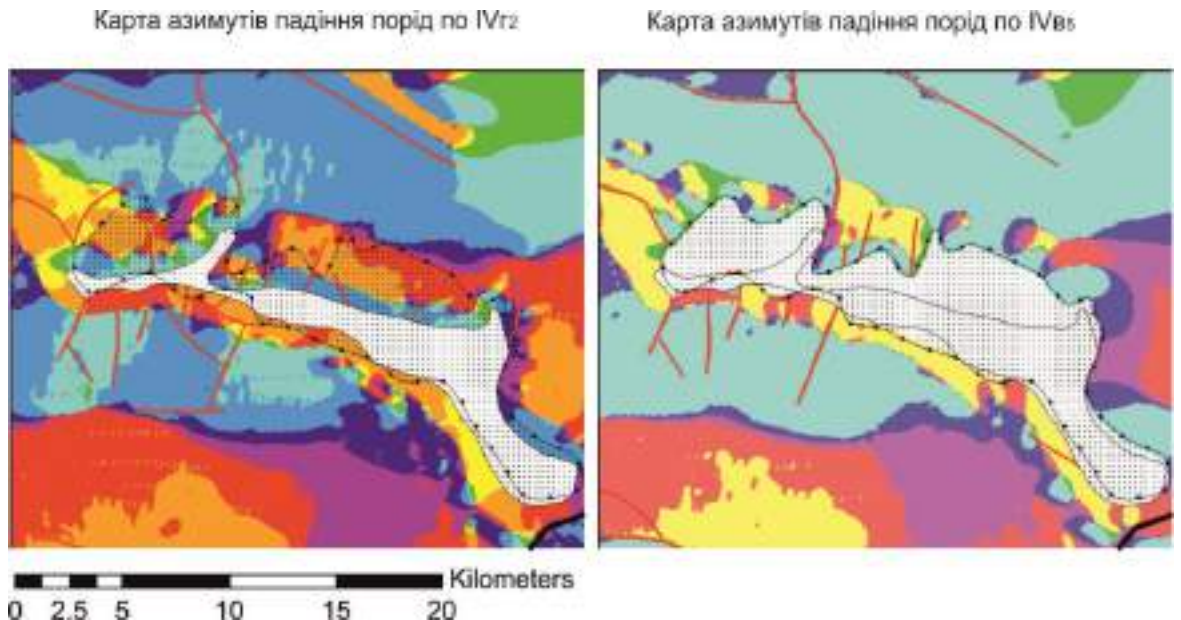 Карта азимутів падіння порід по IVг2
Карта азимутів падіння порід по IVв5
Kilometers
0 2.5 5 10 15 20